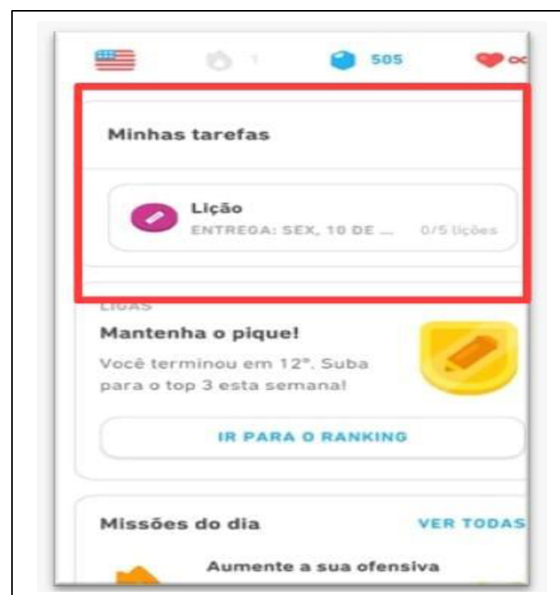 1 505 ∞
Minhas tarefas
Lição
ENTREGA: SEX, 10 DE ... 0/5 lições
LIGAS
Mantenha o pique!
Você terminou em 12º. Suba
para o top 3 esta semana!
IR PARA O RANKING
Missões do dia VER TODAS
Aumente a sua ofensiva